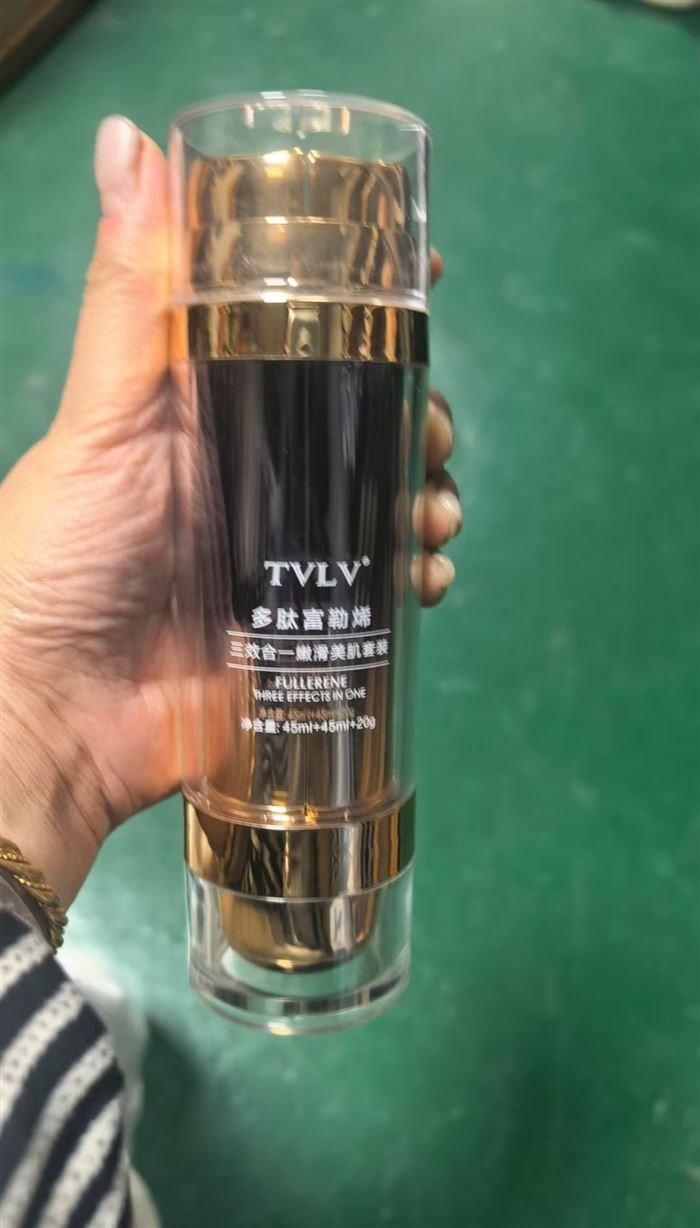 TVLV®
多肽富勒烯
三效合一嫩滑美肌套装
FULLERENE
THREE EFFECTS IN ONE
净含量: 45ml+45ml+20g